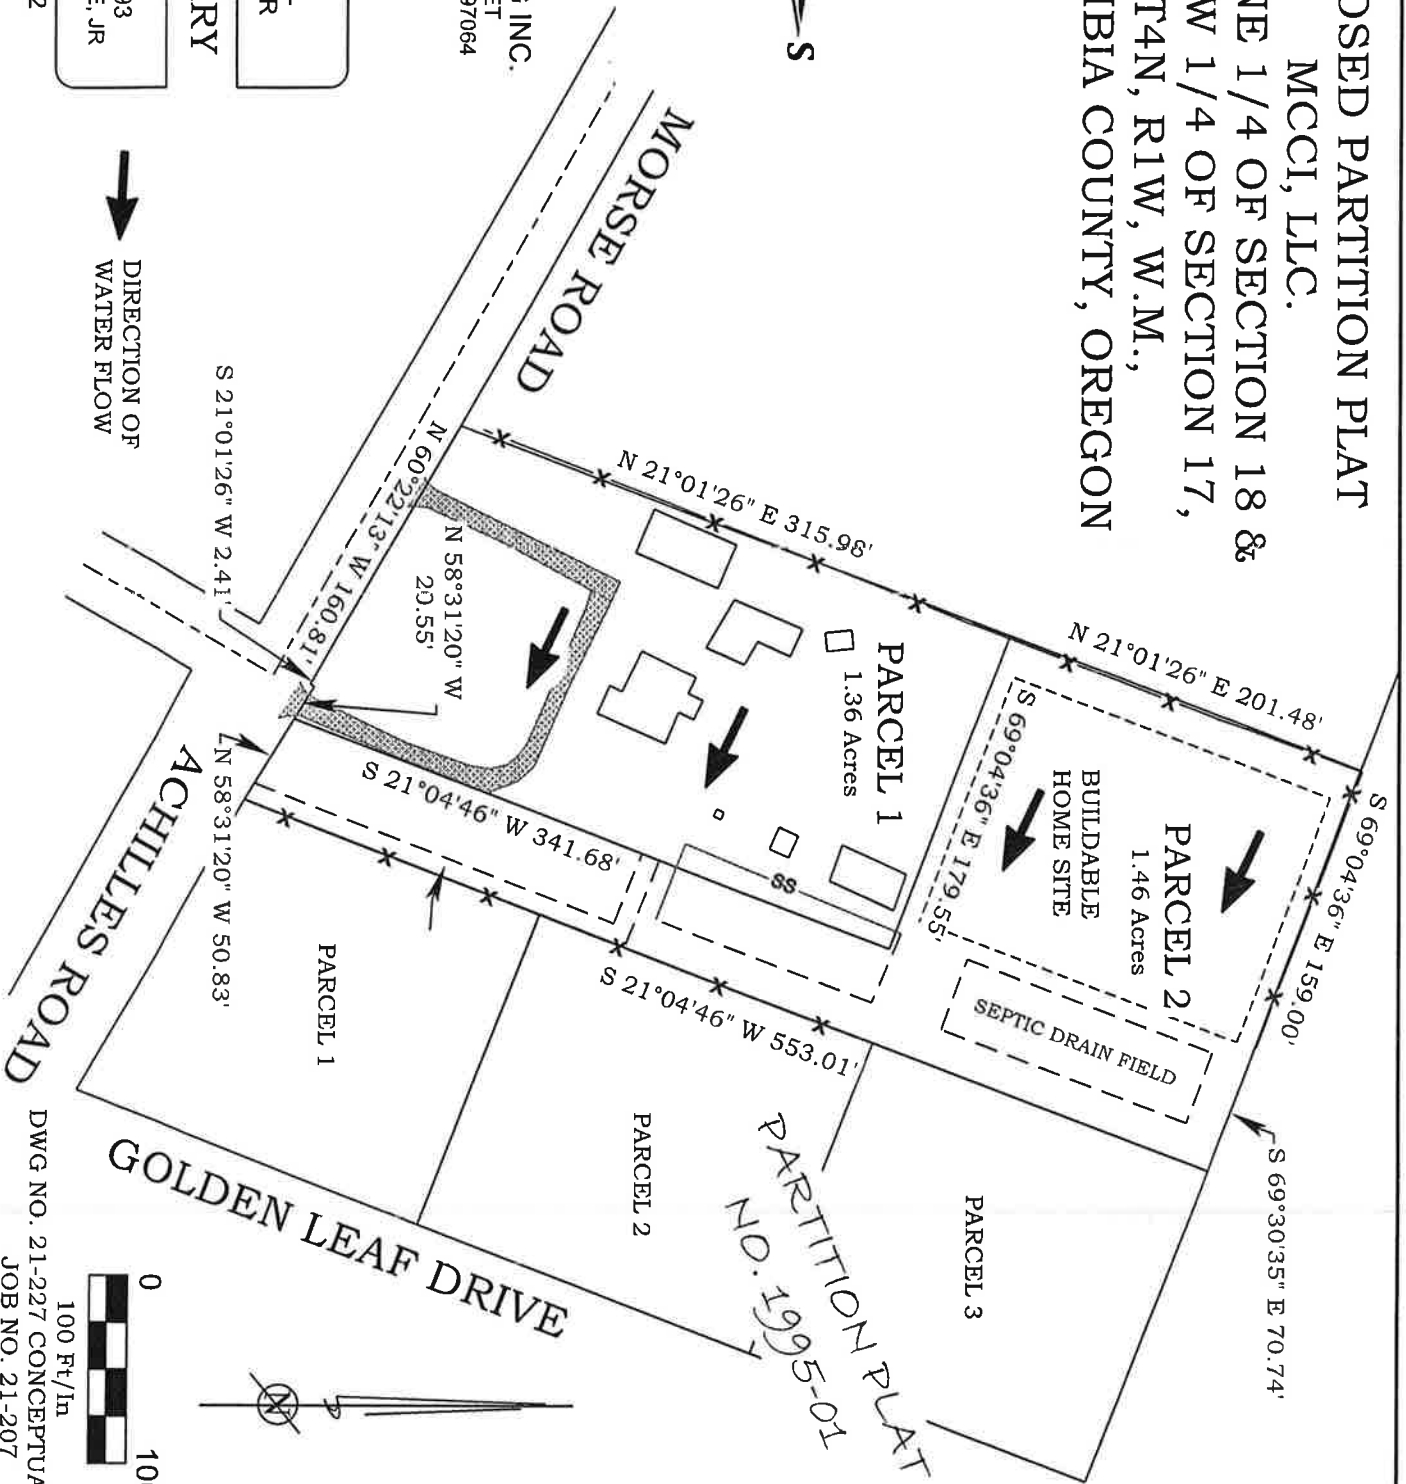 OSED PARTITION PLAT
MCCI, LLC.
NE 1/4 OF SECTION 18 &
W 1/4 OF SECTION 17,
T4N, R1W, W.M.,
MBIA COUNTY, OREGON
S
G INC.
ET
97064
R
ARY
93
E, JR
2
DIRECTION OF
WATER FLOW
MORSE ROAD
N 60°22'13" W 160.81'
S 21°01'26" W 2.41'
N 58°31'20" W
20.55'
N 21°01'26" E 315.98'
N 21°01'26" E 201.48'
S 69°04'36" E 159.00'
S 69°30'35" E 70.74'
PARCEL 1
1.36 Acres
S 69°04'36" E 179.55'
BUILDABLE
HOME SITE
PARCEL 2
1.46 Acres
SEPTIC DRAIN FIELD
SS
S 21°04'46" W 341.68'
S 21°04'46" W 553.01'
N 58°31'20" W 50.83'
ACHILLES ROAD
PARCEL 1
PARCEL 2
PARCEL 3
PARTITION PLAT
NO. 1995-01
GOLDEN LEAF DRIVE
N
0
10
100 Ft/In
DWG NO. 21-227 CONCEPTUA
JOB NO. 21-207